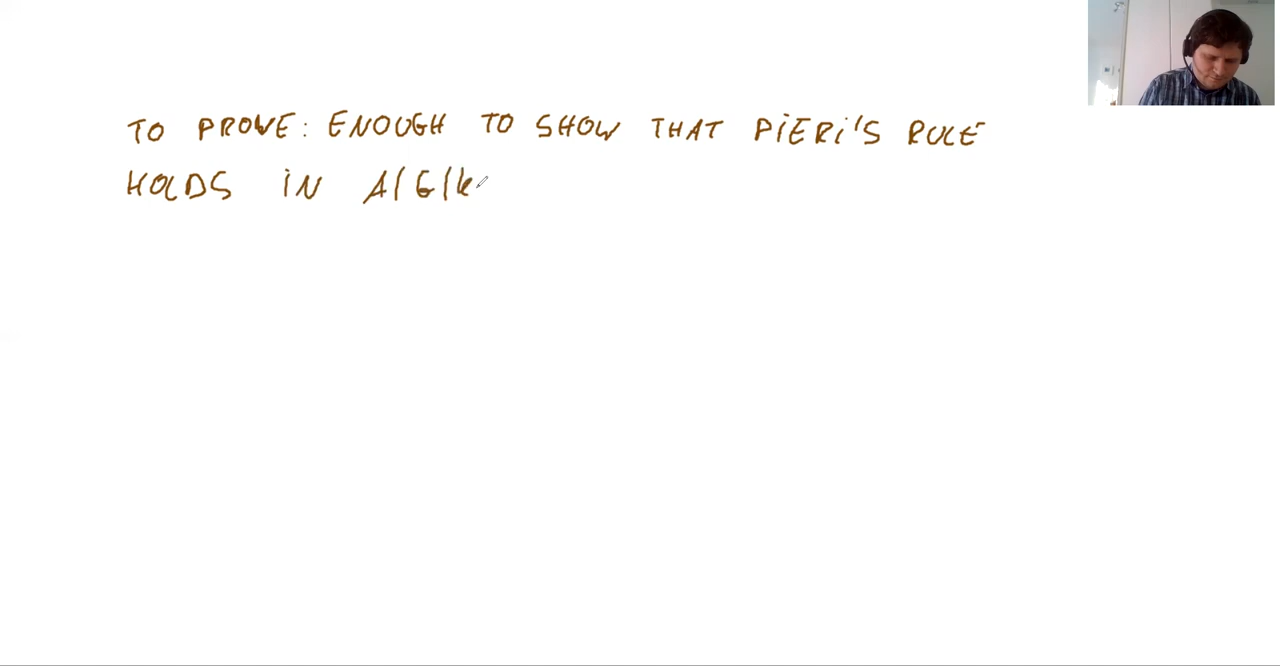 TO PROVE: ENOUGH TO SHOW THAT PIERI'S RULE
HOLDS IN A(G(k